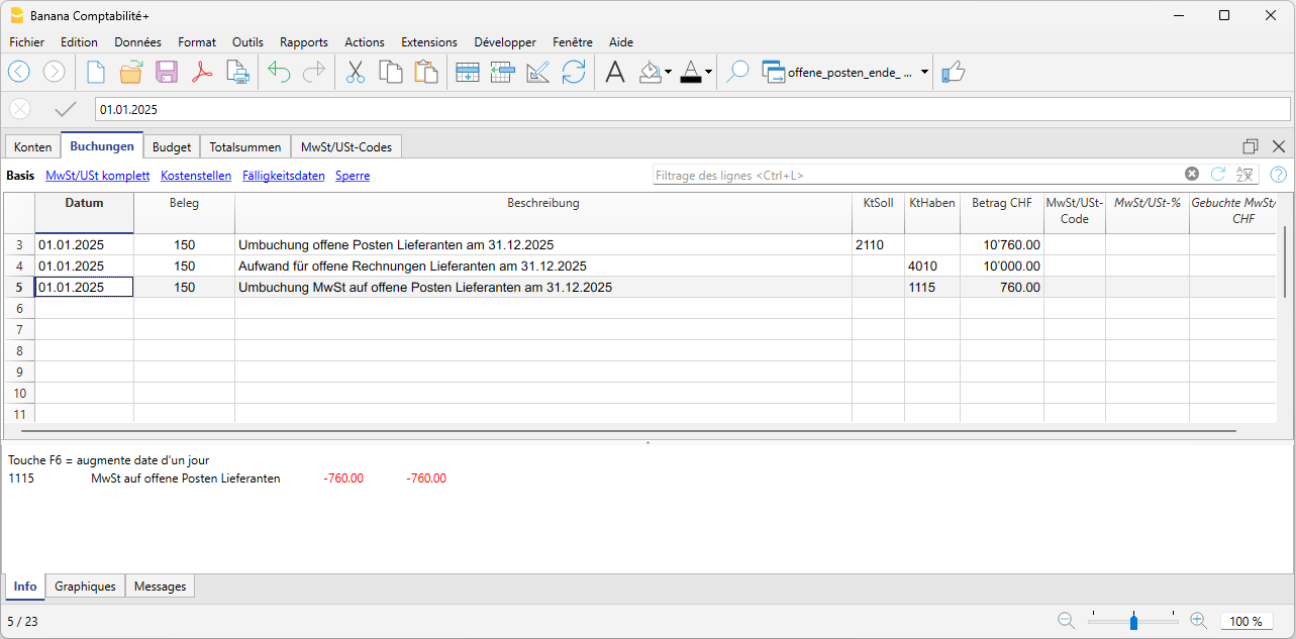 Banana Comptabilité+
Fichier Edition Données Format Outils Rapports Actions Extensions Développer Fenêtre Aide
offene_posten_ende_ ...
01.01.2025
Konten Buchungen Budget Totalsummen MwSt/USt-Codes
Basis MwSt/USt komplett Kostenstellen Fälligkeitsdaten Sperre Filtrage des lignes <Ctrl+L>
Datum Beleg Beschreibung KtSoll KtHaben Betrag CHF MwSt/USt- MwSt/USt-% Gebuchte MwSt/
Code CHF
3 01.01.2025 150 Umbuchung offene Posten Lieferanten am 31.12.2025 2110 10'760.00
4 01.01.2025 150 Aufwand für offene Rechnungen Lieferanten am 31.12.2025 4010 10'000.00
5 01.01.2025 150 Umbuchung MwSt auf offene Posten Lieferanten am 31.12.2025 1115 760.00
6
7
8
9
10
11
Touche F6 = augmente date d'un jour
1115 MwSt auf offene Posten Lieferanten -760.00 -760.00
Info Graphiques Messages
5 / 23 100 %